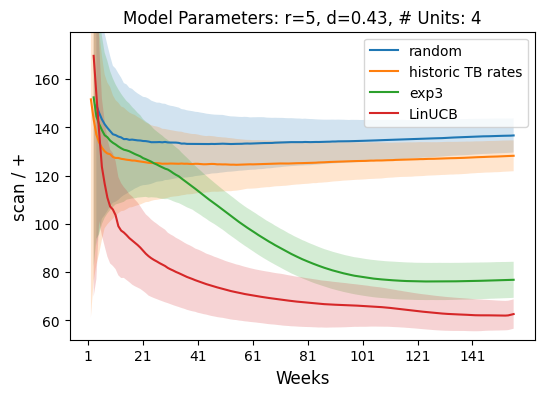 Model Parameters: r=5, d=0.43, # Units: 4
random
historic TB rates
exp3
LinUCB
scan / +
160
140
120
100
80
60
1 21 41 61 81 101 121 141
Weeks